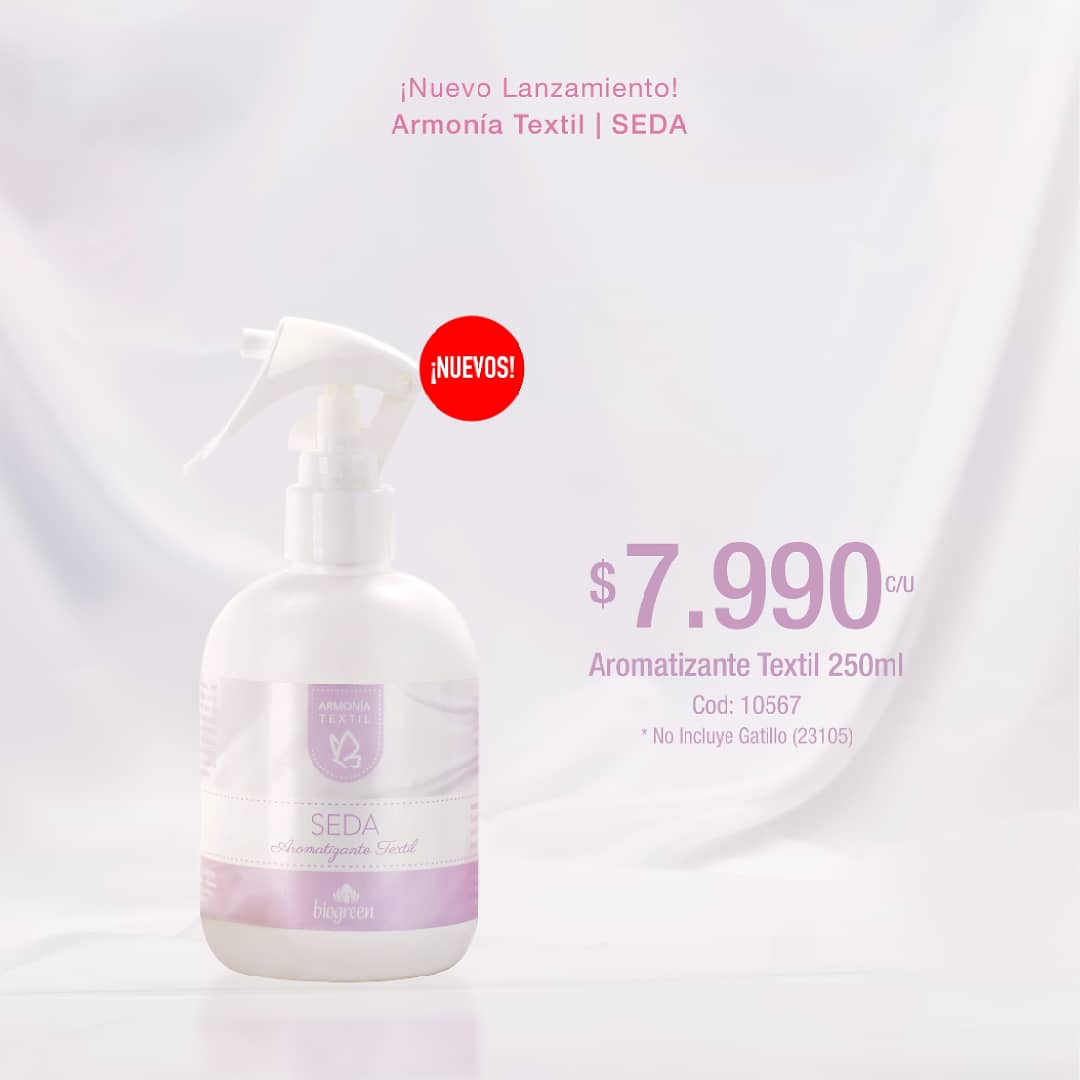 ¡Nuevo Lanzamiento!
Armonía Textil | SEDA
¡NUEVOS!
$7.990 C/U
Aromatizante Textil 250ml
Cod: 10567
* No Incluye Gatillo (23105)
ARMONÍA
TEXTIL
SEDA
Aromatizante Textil
biogreen